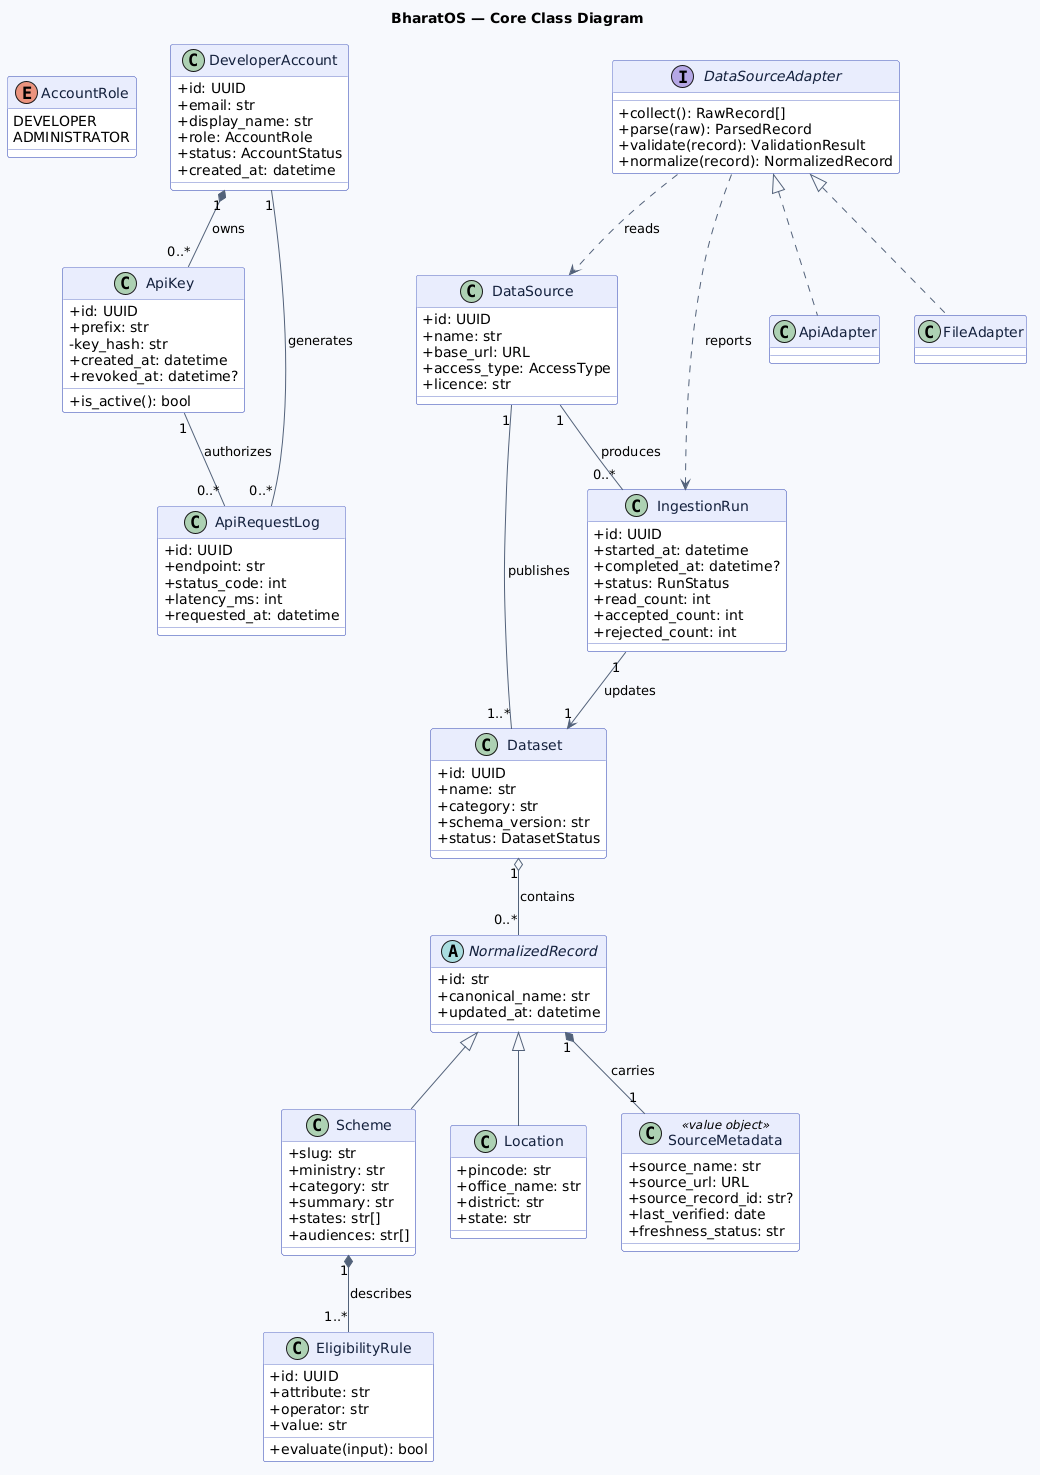 BharatOS — Core Class Diagram
E AccountRole
DEVELOPER
ADMINISTRATOR
C DeveloperAccount
+id: UUID
+email: str
+display_name: str
+role: AccountRole
+status: AccountStatus
+created_at: datetime
I DataSourceAdapter
+collect(): RawRecord[]
+parse(raw): ParsedRecord
+validate(record): ValidationResult
+normalize(record): NormalizedRecord
1
owns
0..*
1
generates
0..*
reads
reports
C ApiKey
+id: UUID
+prefix: str
-key_hash: str
+created_at: datetime
+revoked_at: datetime?
+is_active(): bool
C DataSource
+id: UUID
+name: str
+base_url: URL
+access_type: AccessType
+licence: str
C ApiAdapter
C FileAdapter
1
authorizes
0..*
1
publishes
1..*
1
produces
0..*
C ApiRequestLog
+id: UUID
+endpoint: str
+status_code: int
+latency_ms: int
+requested_at: datetime
C IngestionRun
+id: UUID
+started_at: datetime
+completed_at: datetime?
+status: RunStatus
+read_count: int
+accepted_count: int
+rejected_count: int
1
updates
1
C Dataset
+id: UUID
+name: str
+category: str
+schema_version: str
+status: DatasetStatus
1
contains
0..*
A NormalizedRecord
+id: str
+canonical_name: str
+updated_at: datetime
1
carries
1
C Scheme
+slug: str
+ministry: str
+category: str
+summary: str
+states: str[]
+audiences: str[]
C Location
+pincode: str
+office_name: str
+district: str
+state: str
«value object»
C SourceMetadata
+source_name: str
+source_url: URL
+source_record_id: str?
+last_verified: date
+freshness_status: str
1
describes
1..*
C EligibilityRule
+id: UUID
+attribute: str
+operator: str
+value: str
+evaluate(input): bool